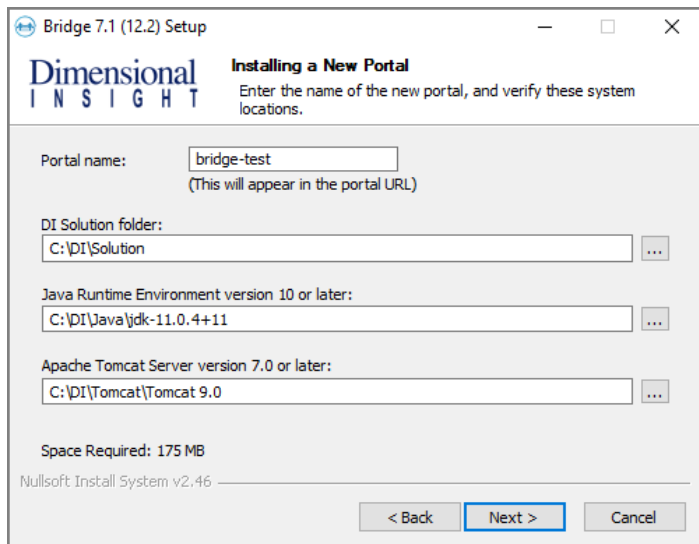 Bridge 7.1 (12.2) Setup
Dimensional
INSIGHT
Installing a New Portal
Enter the name of the new portal, and verify these system
locations.
Portal name:
bridge-test
(This will appear in the portal URL)
DI Solution folder:
C:\DI\Solution
...
Java Runtime Environment version 10 or later:
C:\DI\Java\jdk-11.0.4+11
...
Apache Tomcat Server version 7.0 or later:
C:\DI\Tomcat\Tomcat 9.0
...
Space Required: 175 MB
Nullsoft Install System v2.46
< Back
Next >
Cancel